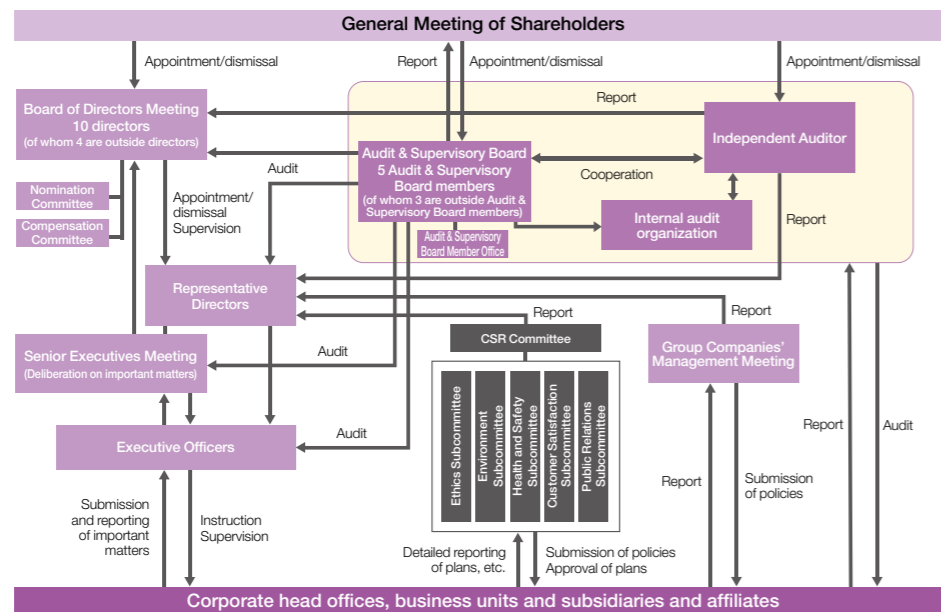 General Meeting of Shareholders
Appointment/dismissal
Report
Appointment/dismissal
Appointment/dismissal
Board of Directors Meeting
10 directors
(of whom 4 are outside directors)
Report
Independent Auditor
Audit & Supervisory Board
5 Audit & Supervisory
Board members
(of whom 3 are outside Audit &
Supervisory Board members)
Audit
Cooperation
Nomination
Committee
Compensation
Committee
Appointment/
dismissal
Supervision
Internal audit
organization
Report
Audit & Supervisory
Board Member Office
Representative
Directors
Report
Report
CSR Committee
Senior Executives Meeting
(Deliberation on important matters)
Audit
Group Companies'
Management Meeting
Ethics Subcommittee
Environment
Subcommittee
Health and Safety
Subcommittee
Customer Satisfaction
Subcommittee
Public Relations
Subcommittee
Report
Audit
Executive Officers
Audit
Submission
and reporting
of important
matters
Instruction
Supervision
Report
Submission
of policies
Detailed reporting
of plans, etc.
Submission of policies
Approval of plans
Corporate head offices, business units and subsidiaries and affiliates